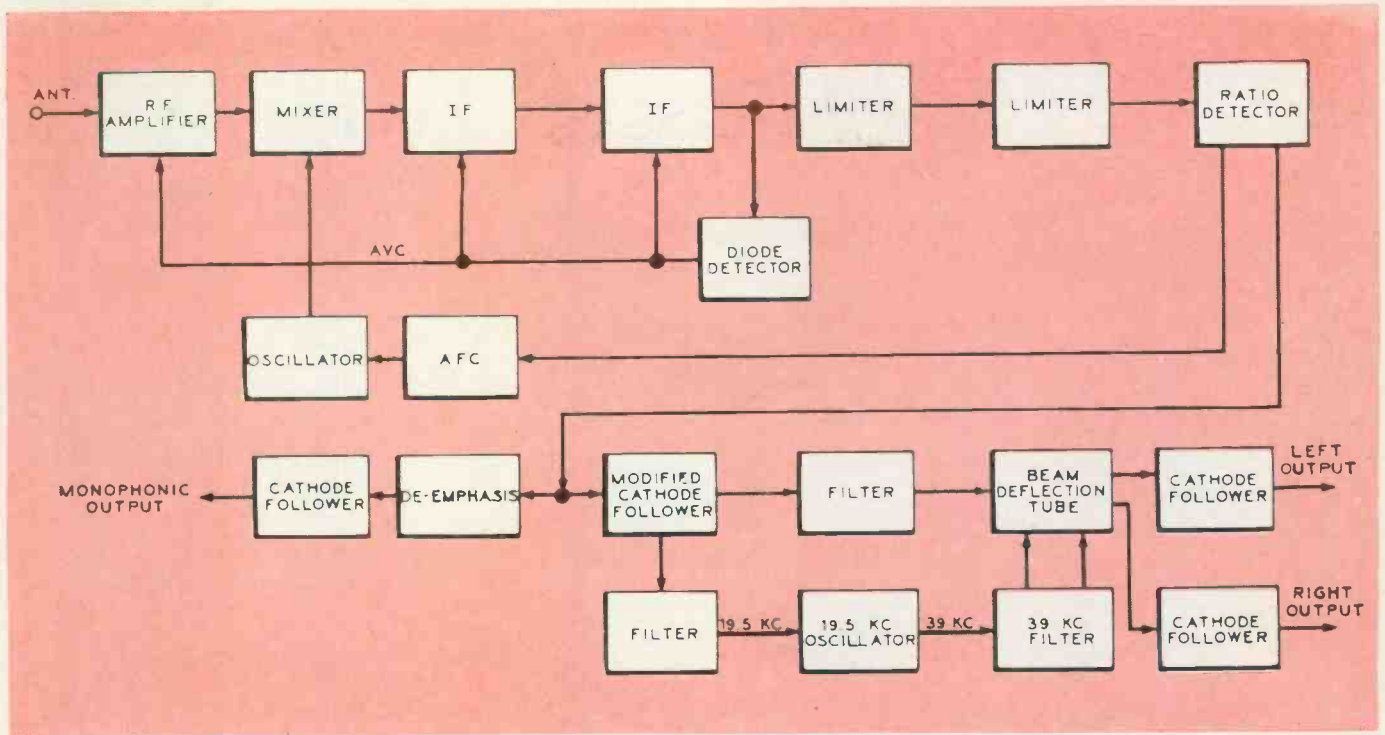 ANT.
RF
AMPLIFIER
MIXER
IF
IF
LIMITER
LIMITER
RATIO
DETECTOR
AVC
DIODE
DETECTOR
OSCILLATOR
AFC
MONOPHONIC
OUTPUT
CATHODE
FOLLOWER
DE-EMPHASIS
MODIFIED
CATHODE
FOLLOWER
FILTER
BEAM
DEFLECTION
TUBE
CATHODE
FOLLOWER
LEFT
OUTPUT
FILTER
19.5 KC
19.5 KC
OSCILLATOR
39 KC
39 KC
FILTER
CATHODE
FOLLOWER
RIGHT
OUTPUT